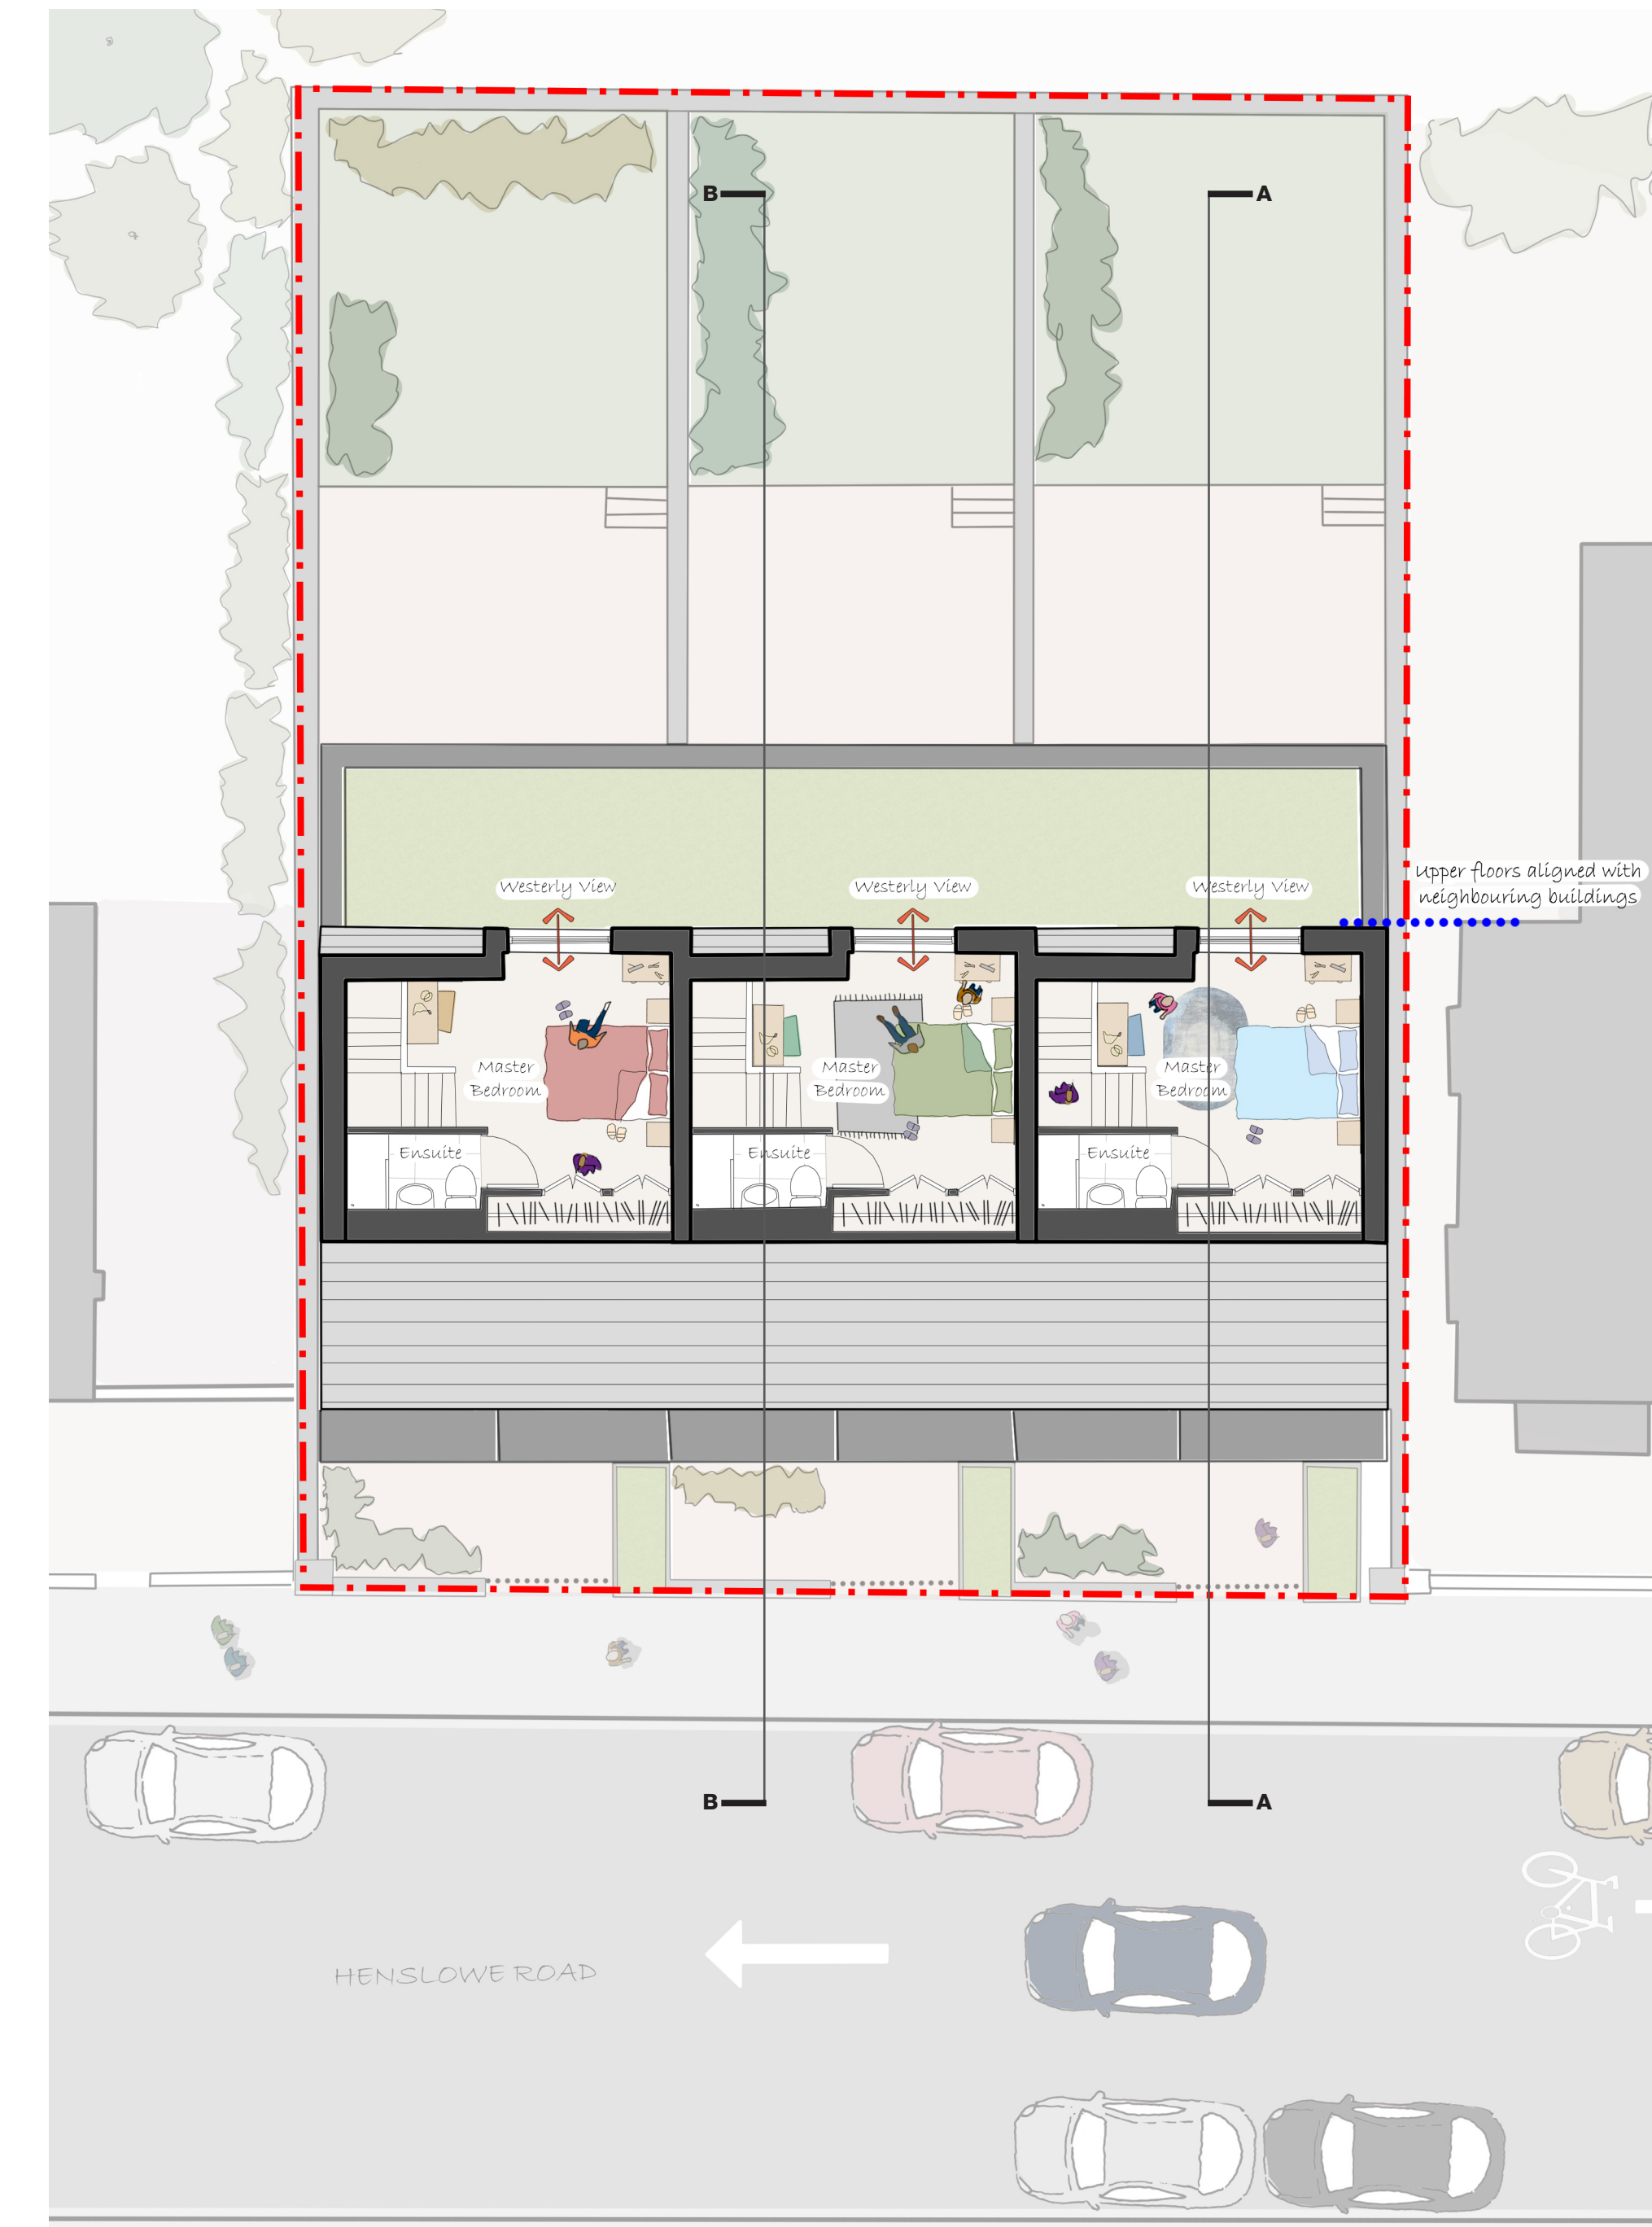 B
A
Upper floors aligned with
neighbouring buildings
Westerly View
Westerly View
Westerly View
Master
Bedroom
Master
Bedroom
Master
Bedroom
Ensuite
Ensuite
Ensuite
B
A
HENSLOWE ROAD